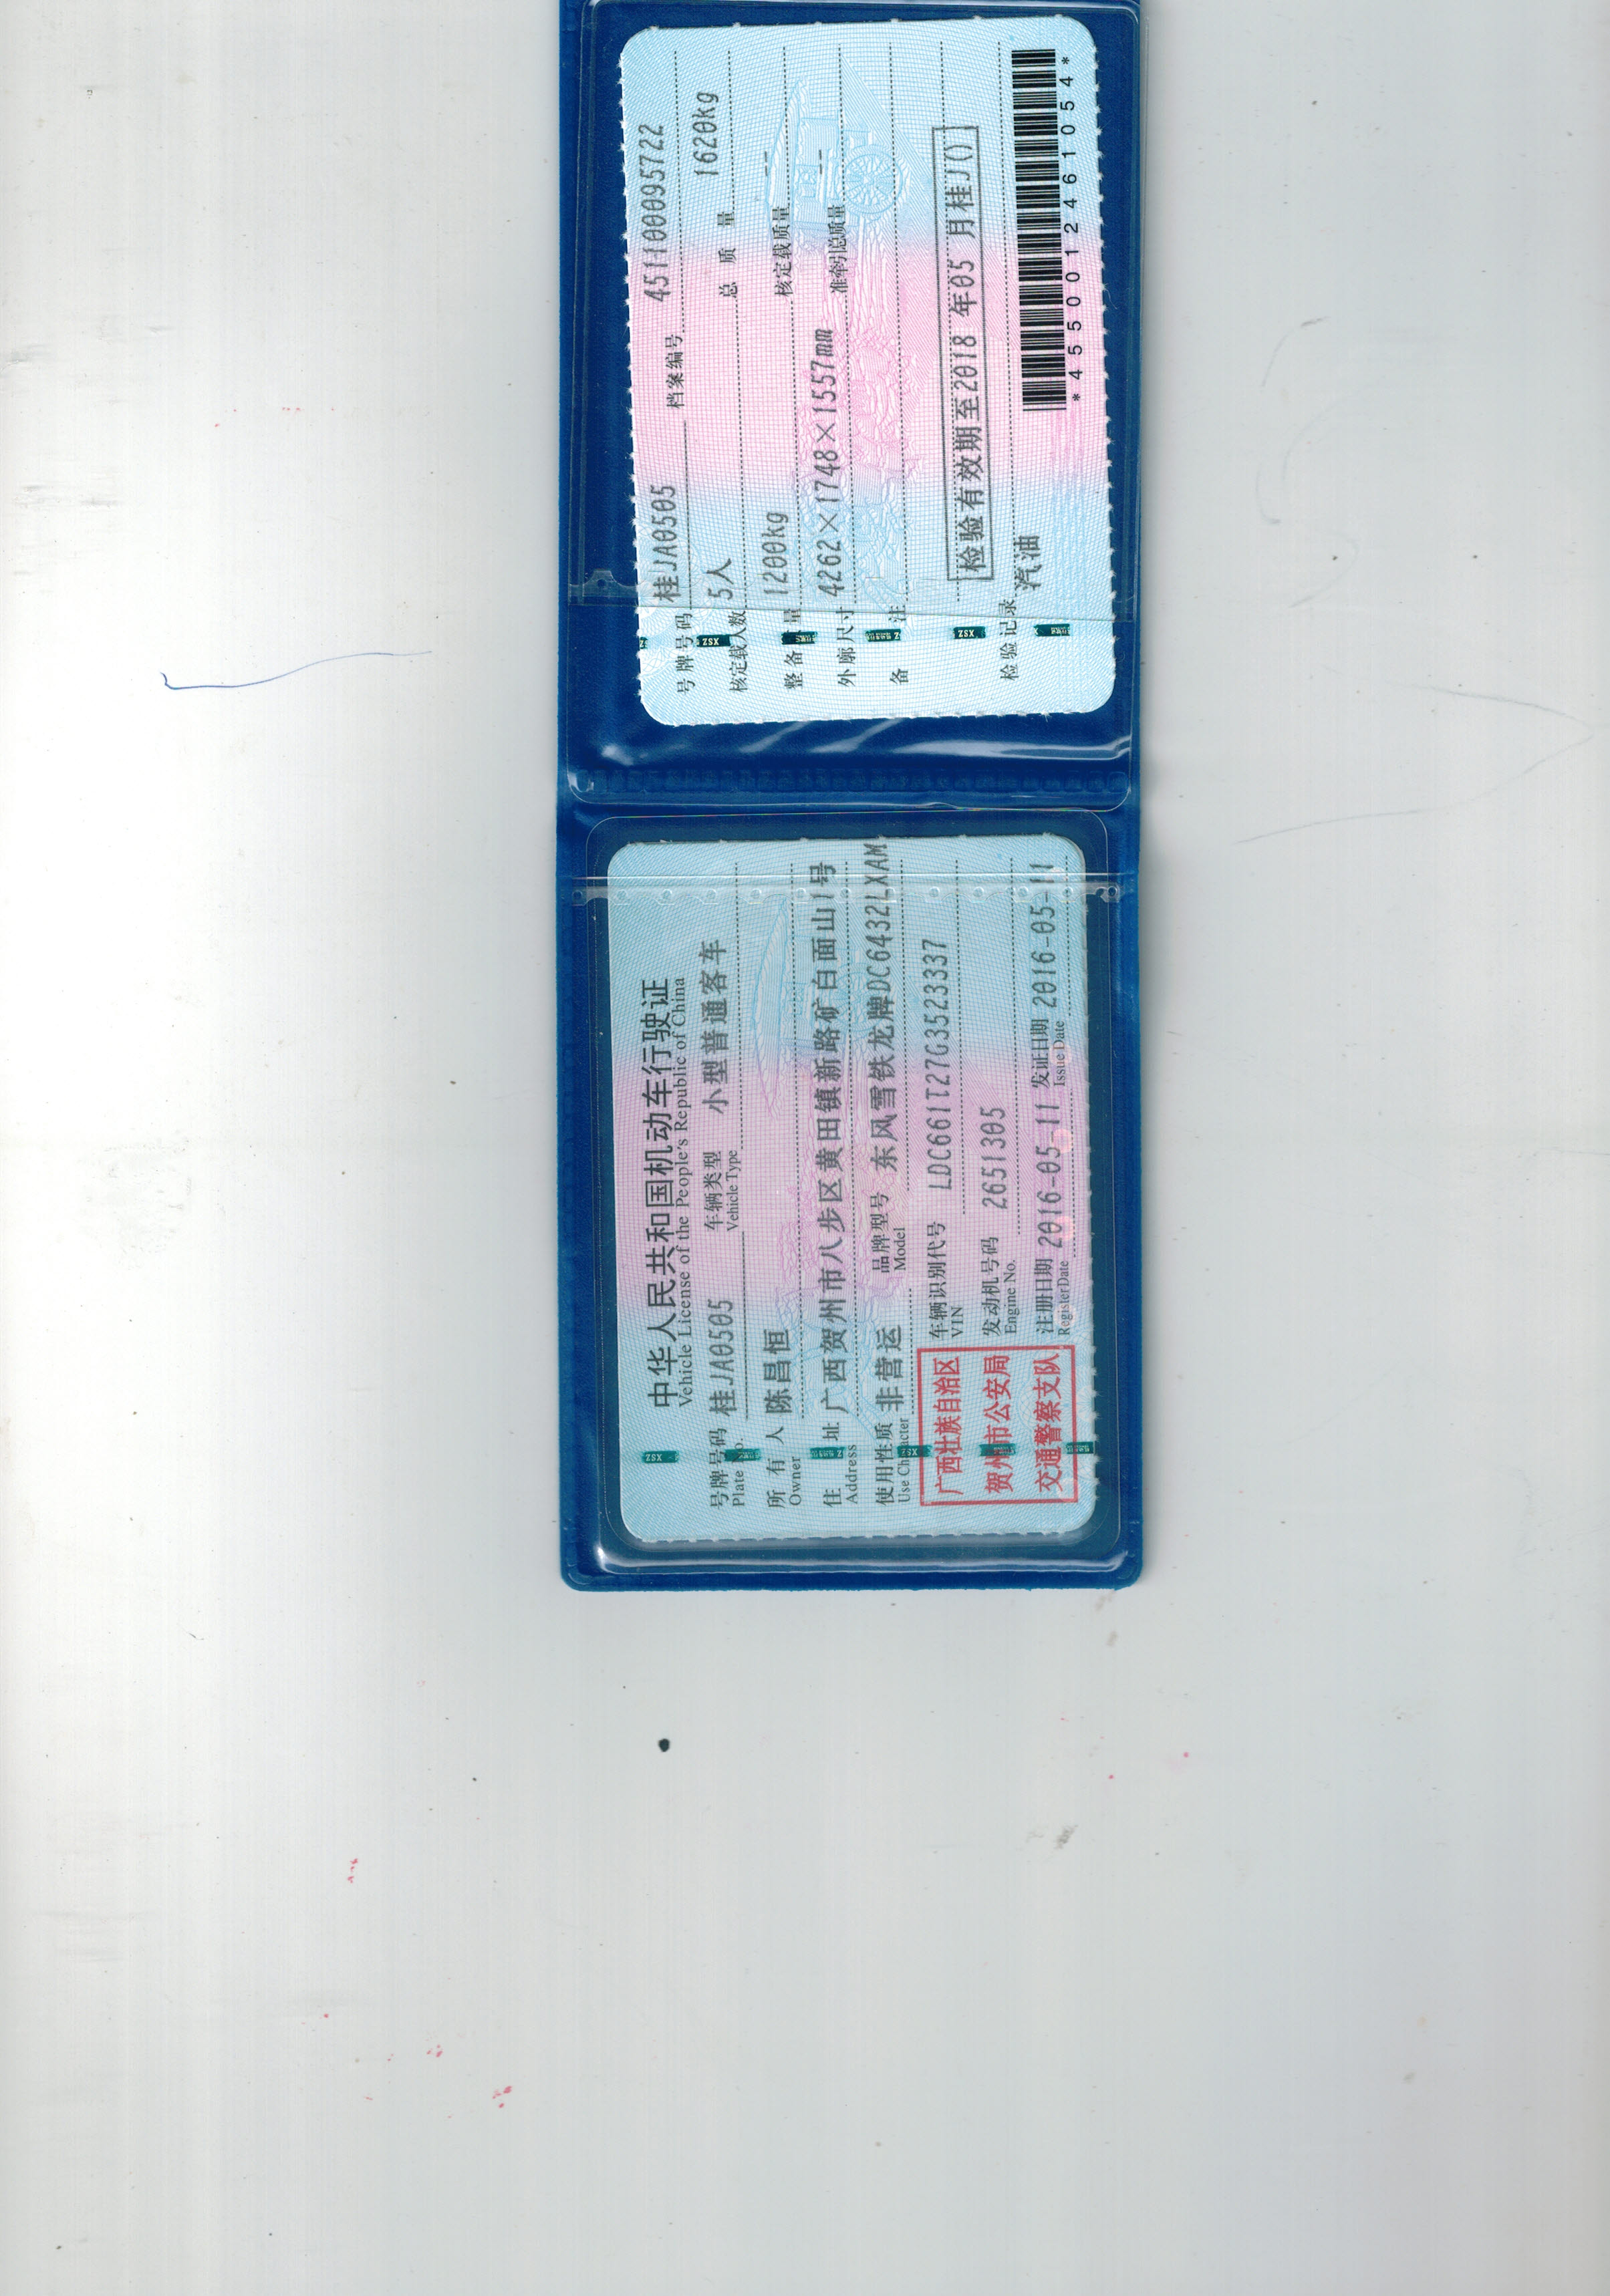 中华人民共和国机动车行驶证
Vehicle License of the People's Republic of China
号牌号码 桂JA0505 车辆类型 小型普通客车
Plate No. Vehicle Type
所有人 陈昌恒
Owner
住址 广西贺州市八步区黄田镇新路矿白面山1号
Address
使用性质 非营运 品牌型号 东风雪铁龙牌DC6432LXAM
Use Character Model
车辆识别代号 LDC661T27G3523337
VIN
发动机号码 2651305
Engine No.
注册日期 2016-05-11 发证日期 2016-05-11
Register Date Issue Date
广西壮族自治区
贺州市公安局
交通警察支队
号牌号码 桂JA0505 档案编号 451100095722
核定载人数 5人 总质量 1620kg
整备质量 1200kg 核定载质量 --
外廓尺寸 4262×1748×1557mm 准牵引总质量 --
备注
检验有效期至2018年05月桂J()
检验记录
汽油
*4550012461054*